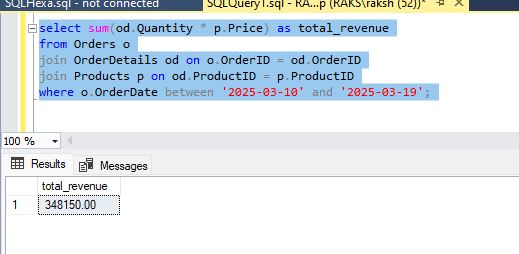 SQLHexa.sql - not connected
SQLQuery1.sql - RA...p (RAKS\raksh (52))*
select sum(od.Quantity * p.Price) as total_revenue
from Orders o
join OrderDetails od on o.OrderID = od.OrderID
join Products p on od.ProductID = p.ProductID
where o.OrderDate between '2025-03-10' and '2025-03-19';
100 %
Results Messages
total_revenue
1 348150.00